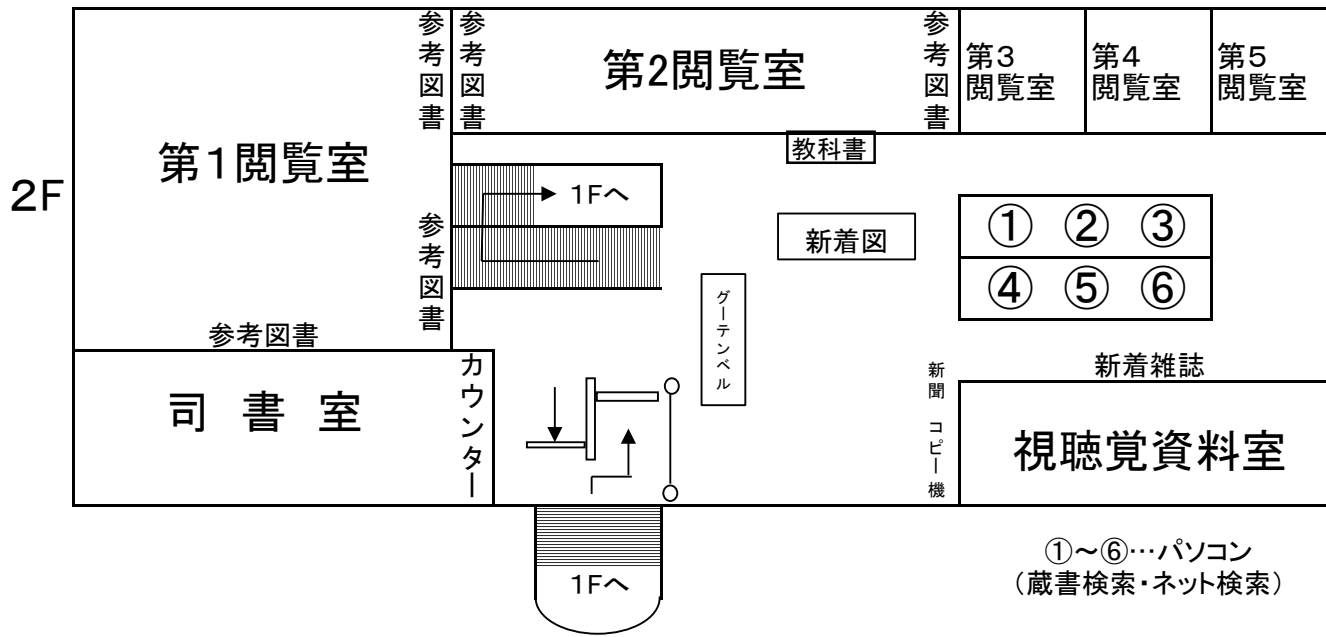 2F
第1閲覧室
参考図書
参考図書
第2閲覧室
参考図書
第3
閲覧室
第4
閲覧室
第5
閲覧室
教科書
1Fへ
参考図書
新着図
①
②
③
④
⑤
⑥
グーテンベル
参考図書
司書室
カウンター
新聞 コピー機
新着雑誌
視聴覚資料室
1Fへ
①~⑥…パソコン
(蔵書検索・ネット検索)